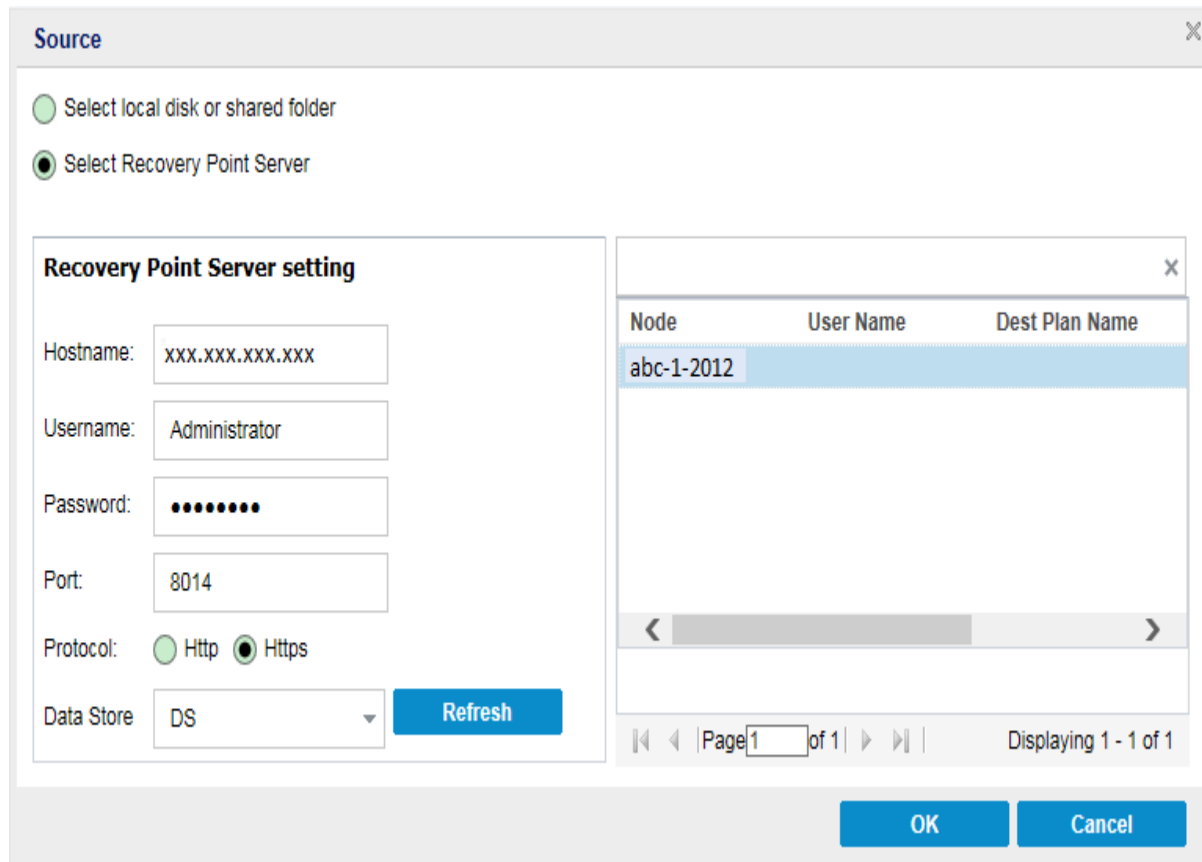 Source
Select local disk or shared folder
Select Recovery Point Server
Recovery Point Server setting
Hostname: xxx.xxx.xxx.xxx
Username: Administrator
Password: ••••••••
Port: 8014
Protocol: Http Https
Data Store DS Refresh
Node User Name Dest Plan Name
abc-1-2012
Page 1 of 1 Displaying 1 - 1 of 1
OK Cancel